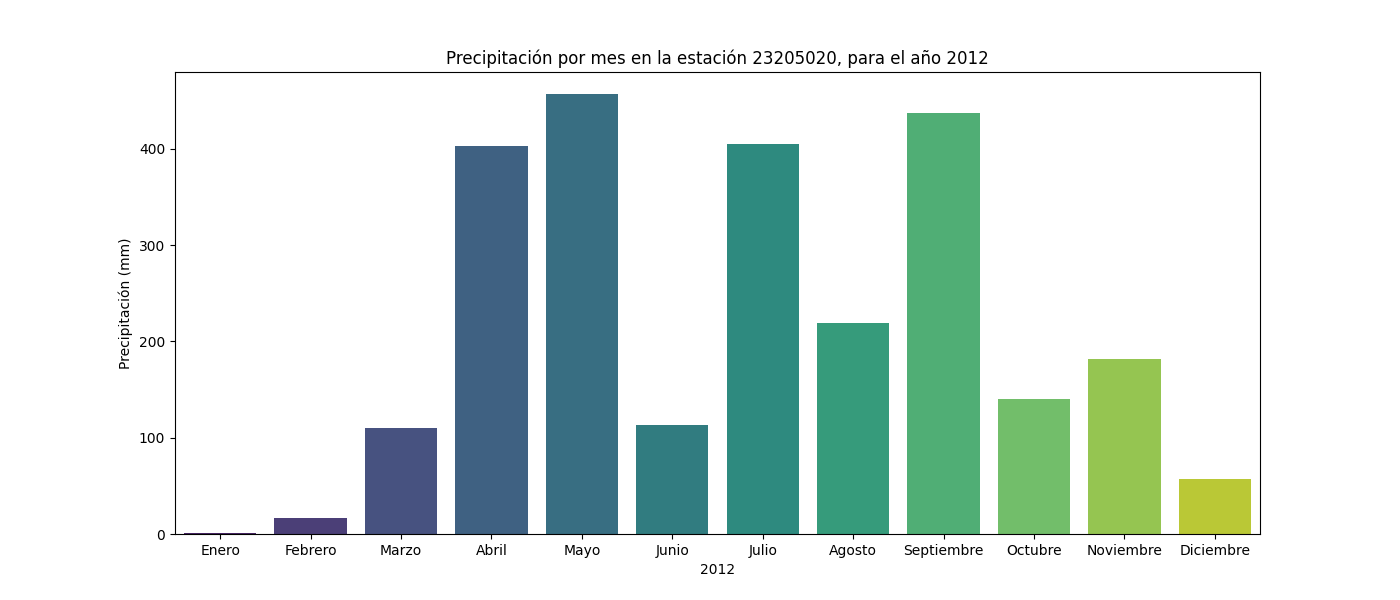 Precipitación por mes en la estación 23205020, para el año 2012
Precipitación (mm)
400
300
200
100
0
Enero Febrero Marzo Abril Mayo Junio Julio Agosto Septiembre Octubre Noviembre Diciembre
2012